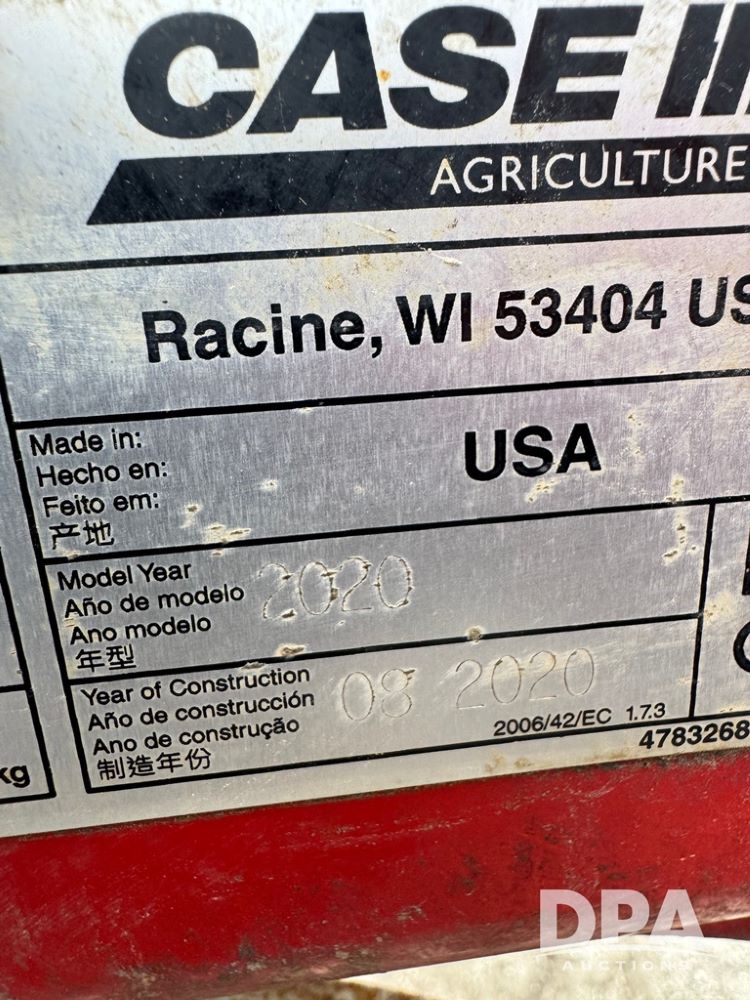 CASE
AGRICULTURE
Racine, WI 53404
Made in:
Hecho en:
Feito em:
产地
USA
Model Year
Año de modelo
Ano modelo
年型
2020
Year of Construction
Año de construcción
Ano de construção
制造年份
08 2020
2006/42/EC 1.7.3
4783268
kg
DPA
AUCTIONS